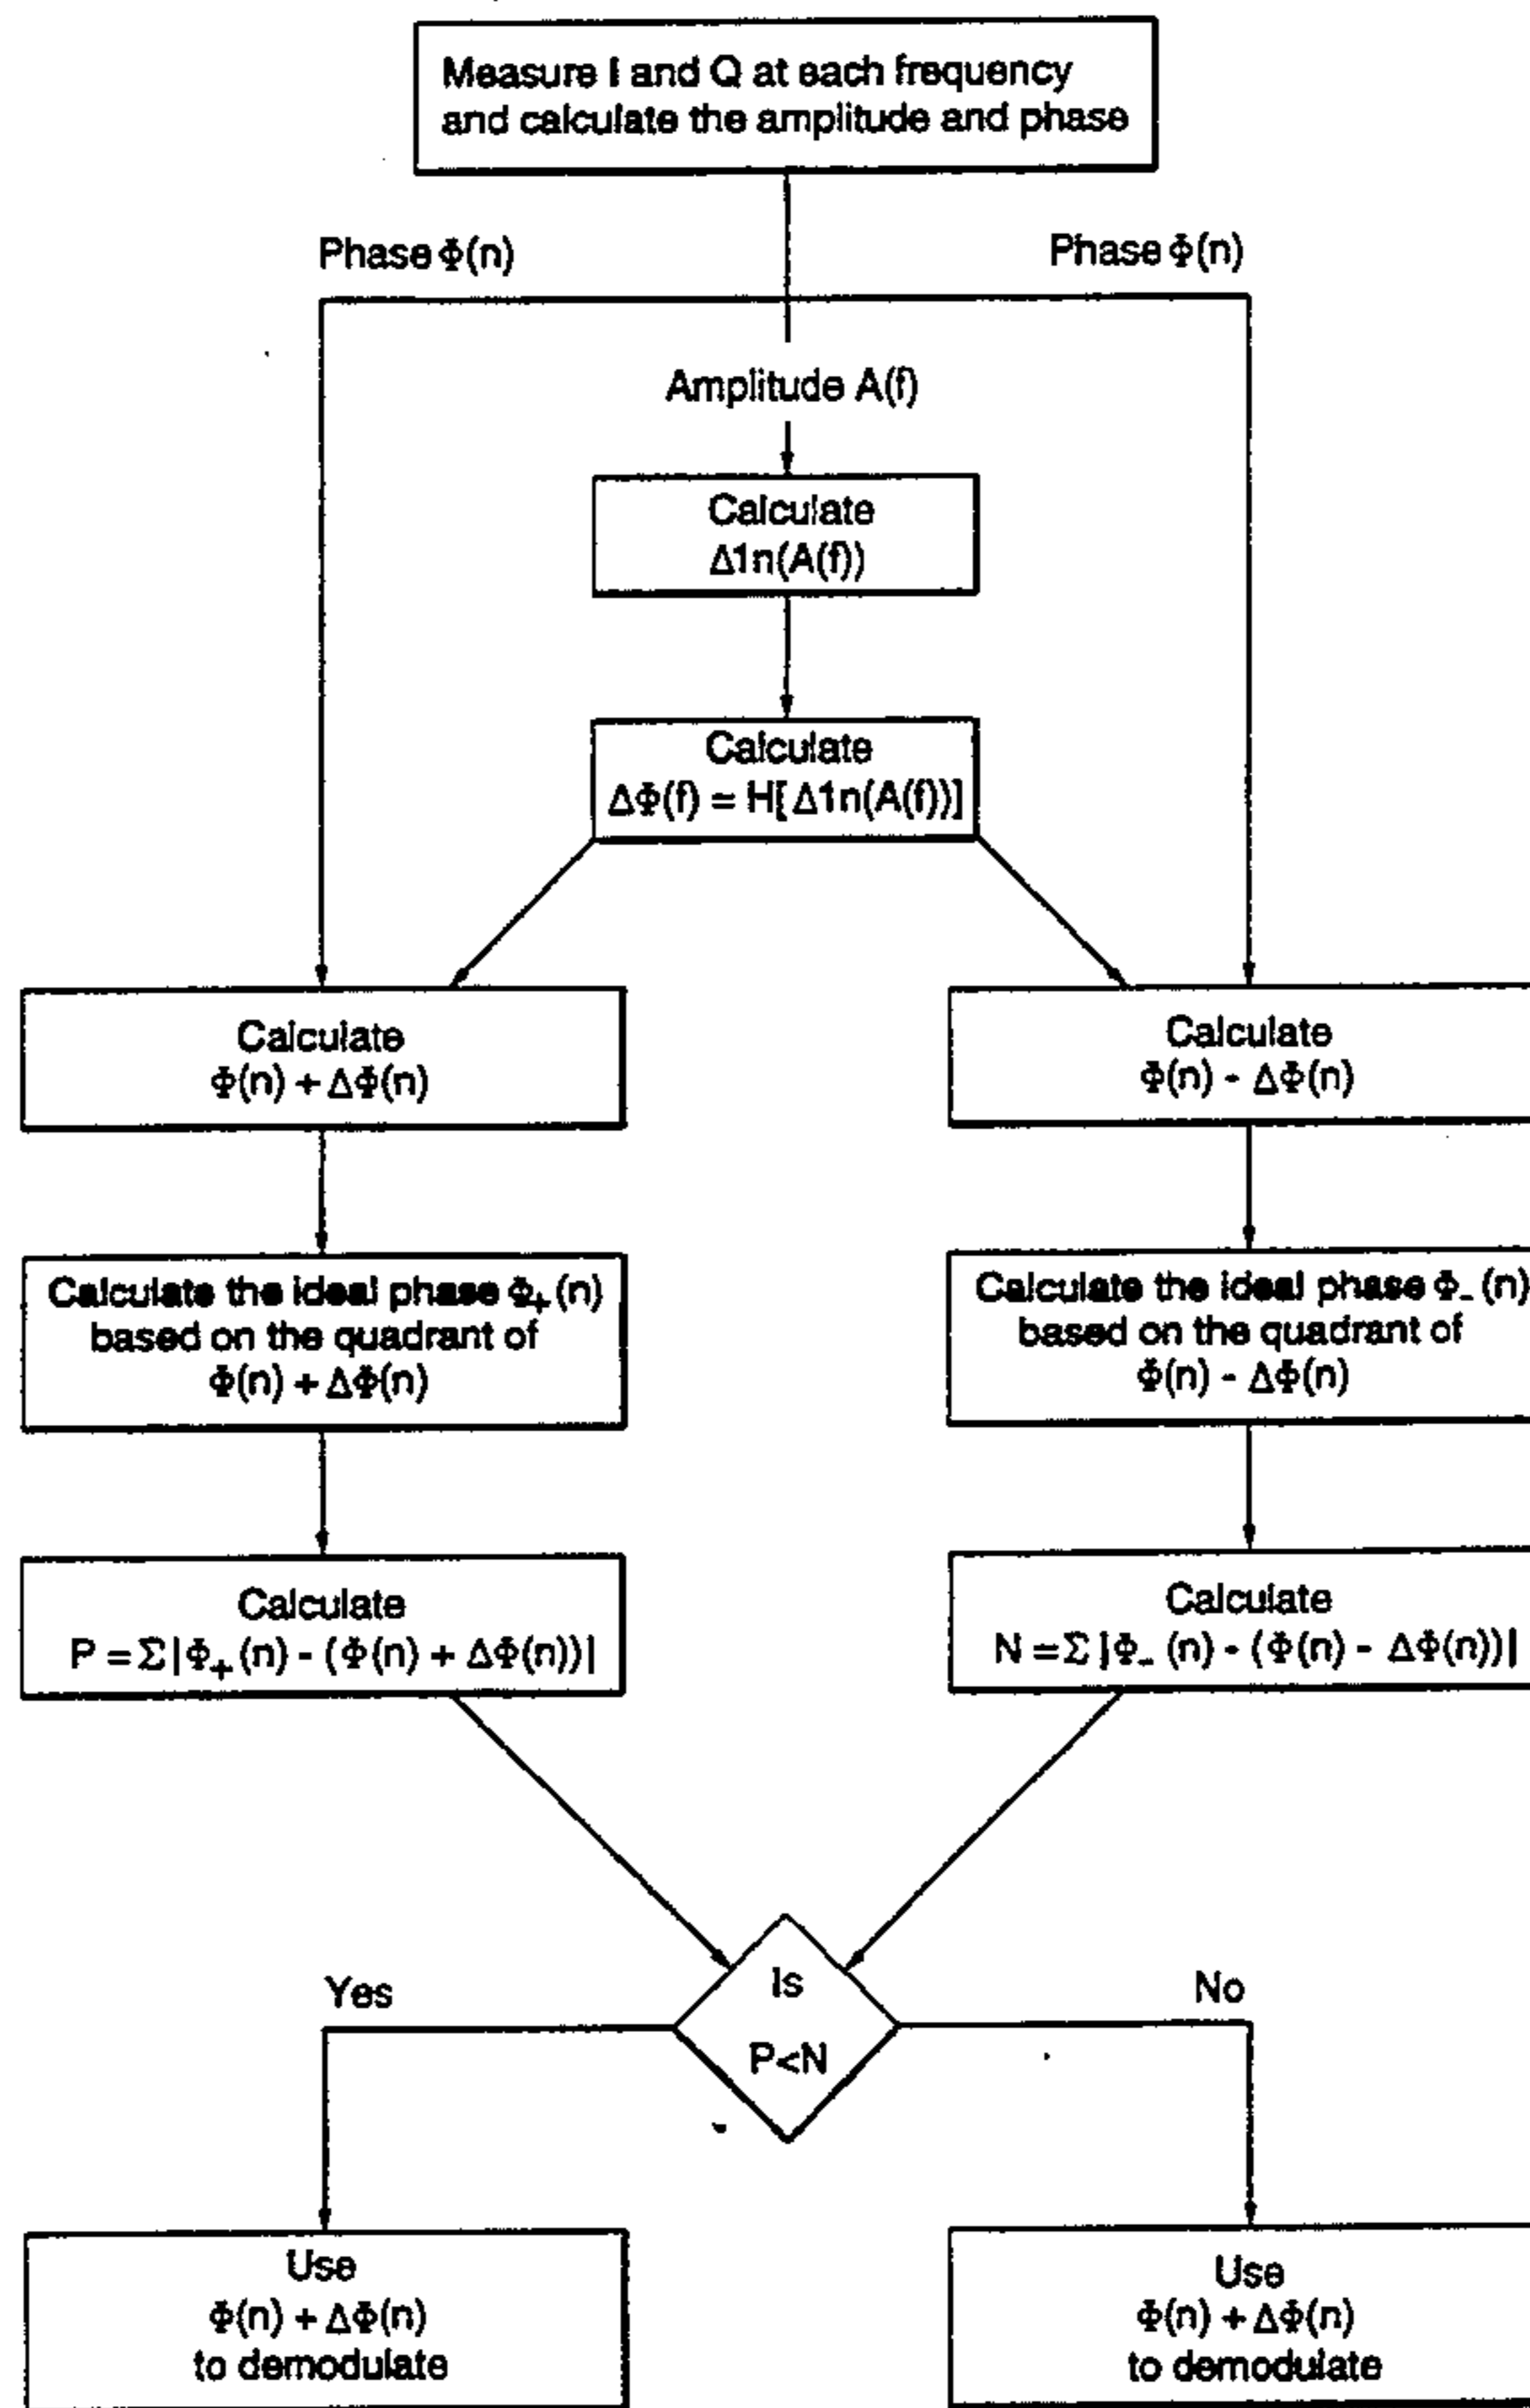 Measure I and Q at each frequency
and calculate the amplitude and phase
Phase Φ(n)
Phase Φ(n)
Amplitude A(f)
Calculate
Δ1n(A(f))
Calculate
ΔΦ(f) = H[Δ1n(A(f))]
Calculate
Φ(n) + ΔΦ(n)
Calculate
Φ(n) - ΔΦ(n)
Calculate the ideal phase Φ₊(n)
based on the quadrant of
Φ(n) + ΔΦ(n)
Calculate the ideal phase Φ₋(n)
based on the quadrant of
Φ(n) - ΔΦ(n)
Calculate
P = Σ|Φ₊(n) - (Φ(n) + ΔΦ(n))|
Calculate
N = Σ|Φ₋(n) - (Φ(n) - ΔΦ(n))|
Is
P<N
Yes
No
Use
Φ(n) + ΔΦ(n)
to demodulate
Use
Φ(n) + ΔΦ(n)
to demodulate